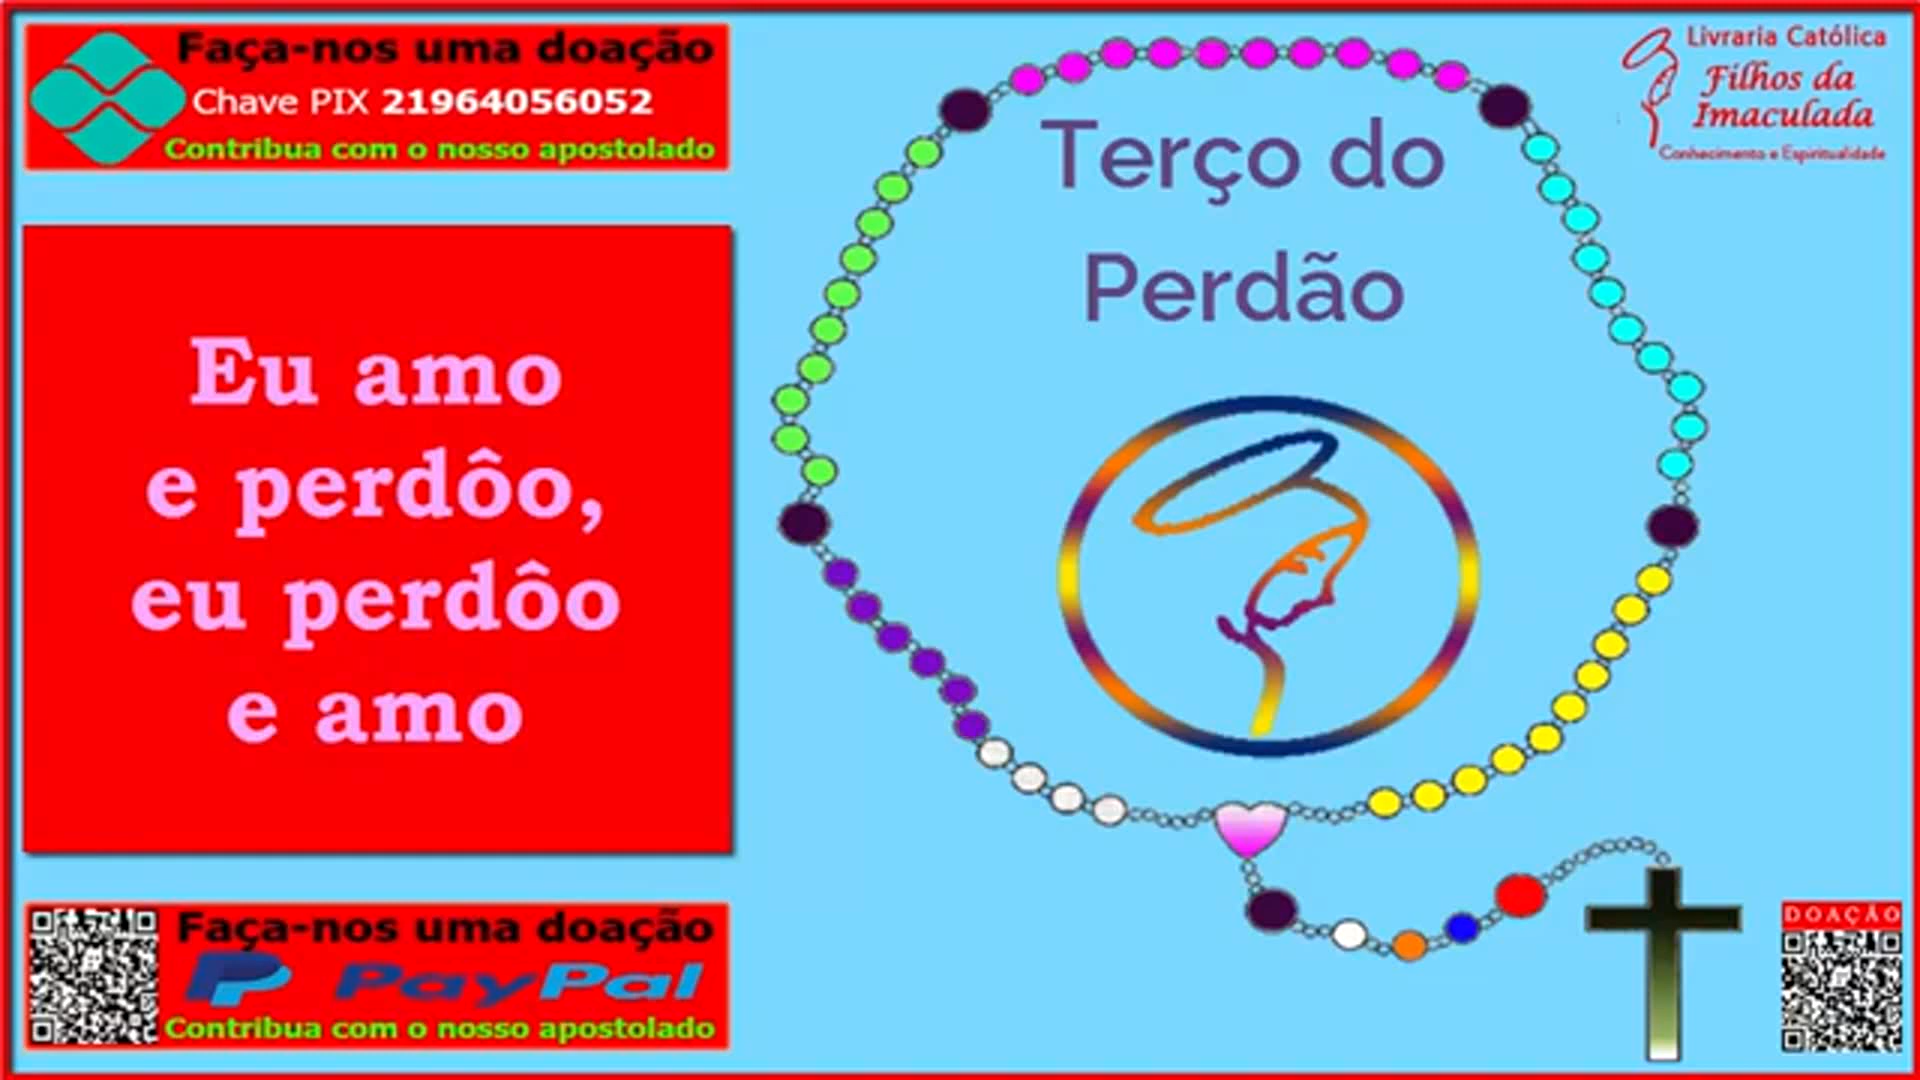 Faça-nos uma doação
Chave PIX 21964056052
Contribua com o nosso apostolado
Eu amo
e perdôo,
eu perdôo
e amo
Faça-nos uma doação
PayPal
Contribua com o nosso apostolado
Terço do
Perdão
Livraria Católica
Filhos da
Imaculada
Conhecimento e Espiritualidade
DOAÇÃO